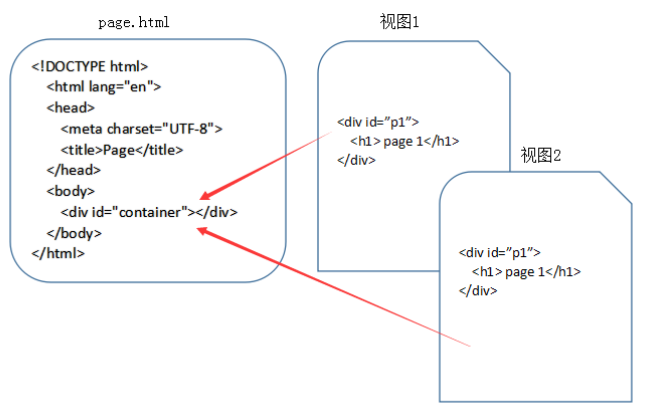 page.html
<!DOCTYPE html>
<html lang="en">
<head>
<meta charset="UTF-8">
<title>Page</title>
</head>
<body>
<div id="container"></div>
</body>
</html>
视图1
<div id=”p1”>
<h1> page 1</h1>
</div>
视图2
<div id=”p1”>
<h1> page 1</h1>
</div>